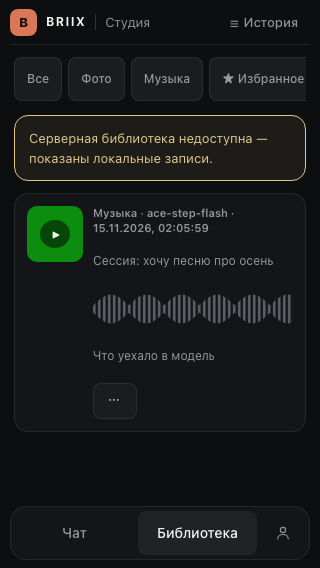 B BRIIX Студия ≡ История
Все Фото Музыка ★ Избранное
Серверная библиотека недоступна —
показаны локальные записи.
Музыка · ace-step-flash ·
15.11.2026, 02:05:59
Сессия: хочу песню про осень
Что уехало в модель
...
Чат Библиотека